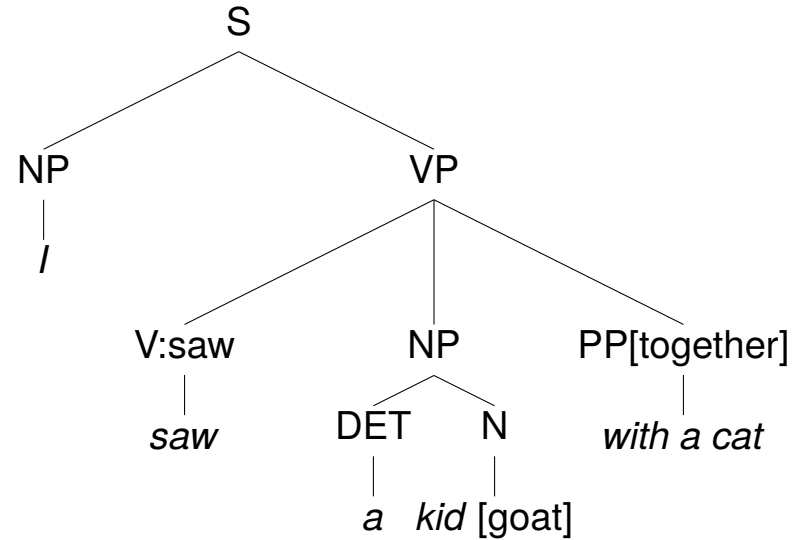 S
NP VP
I
V:saw NP PP[together]
saw DET N with a cat
a kid [goat]